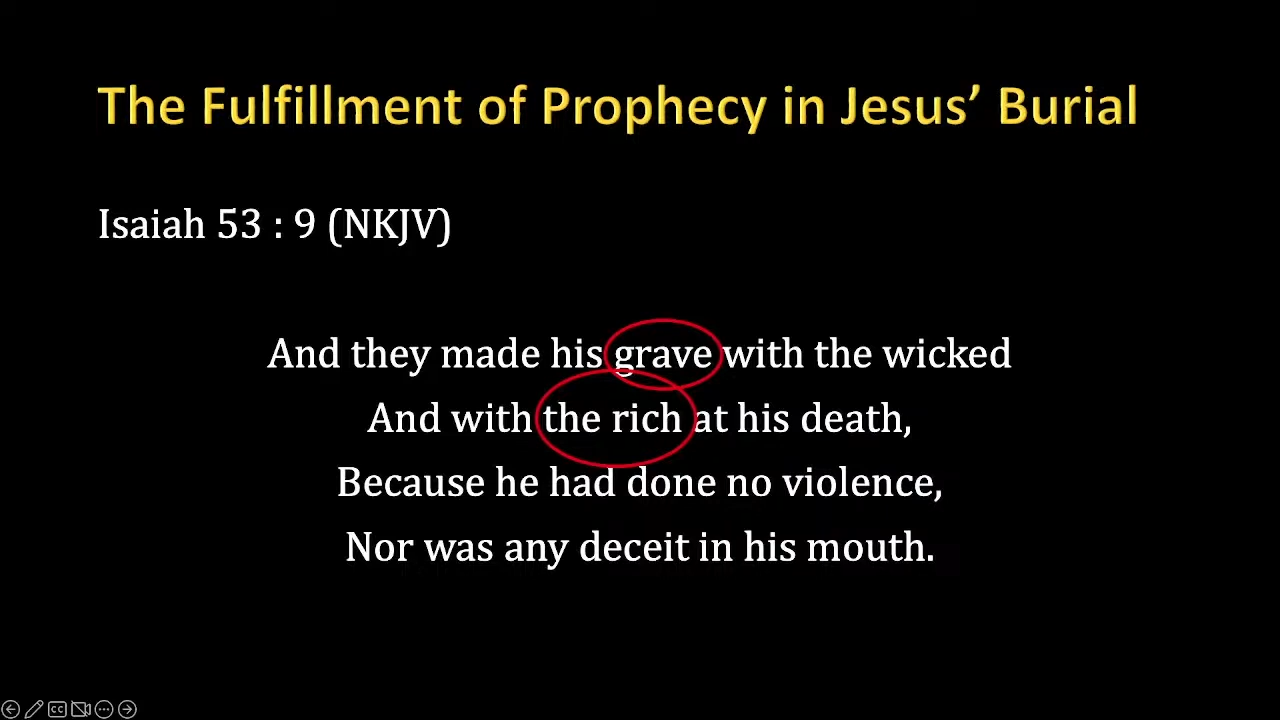 The Fulfillment of Prophecy in Jesus’ Burial
Isaiah 53 : 9 (NKJV)
And they made his grave with the wicked
And with the rich at his death,
Because he had done no violence,
Nor was any deceit in his mouth.